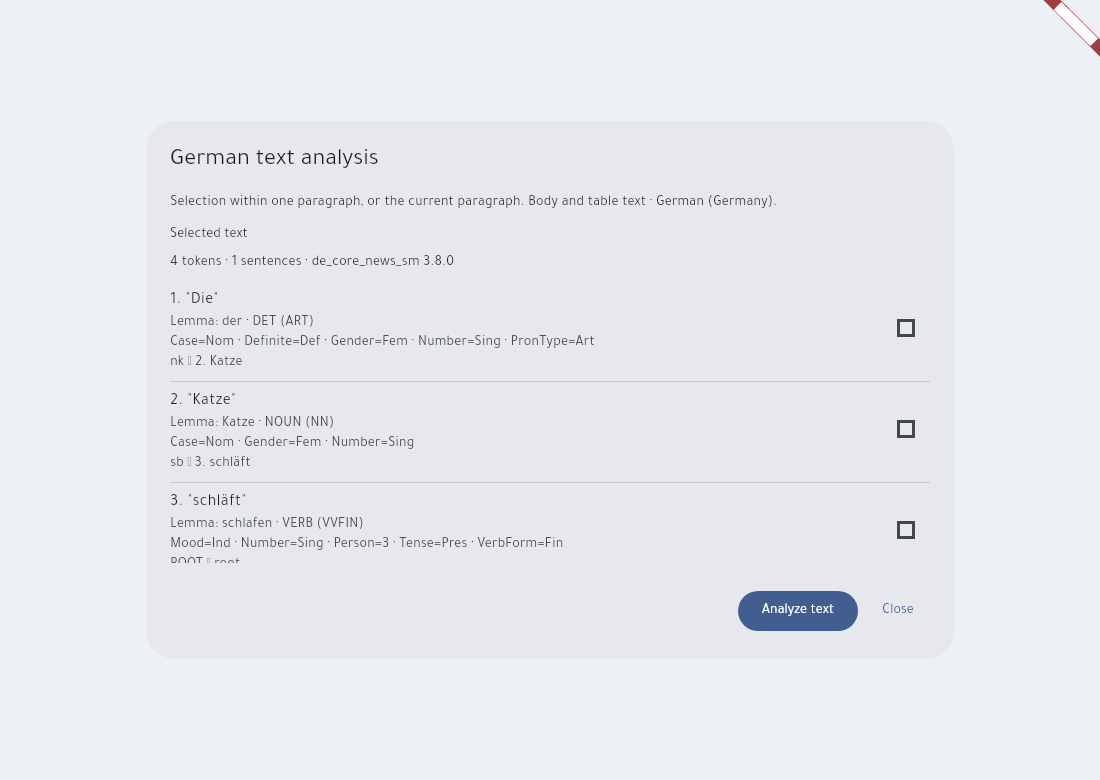 German text analysis
Selection within one paragraph, or the current paragraph. Body and table text · German (Germany).
Selected text
4 tokens · 1 sentences · de_core_news_sm 3.8.0
1. "Die"
Lemma: der · DET (ART)
Case=Nom · Definite=Def · Gender=Fem · Number=Sing · PronType=Art
nk 2. Katze
2. "Katze"
Lemma: Katze · NOUN (NN)
Case=Nom · Gender=Fem · Number=Sing
sb 3. schläft
3. "schläft"
Lemma: schlafen · VERB (VVFIN)
Mood=Ind · Number=Sing · Person=3 · Tense=Pres · VerbForm=Fin
ROOT root
Analyze text
Close